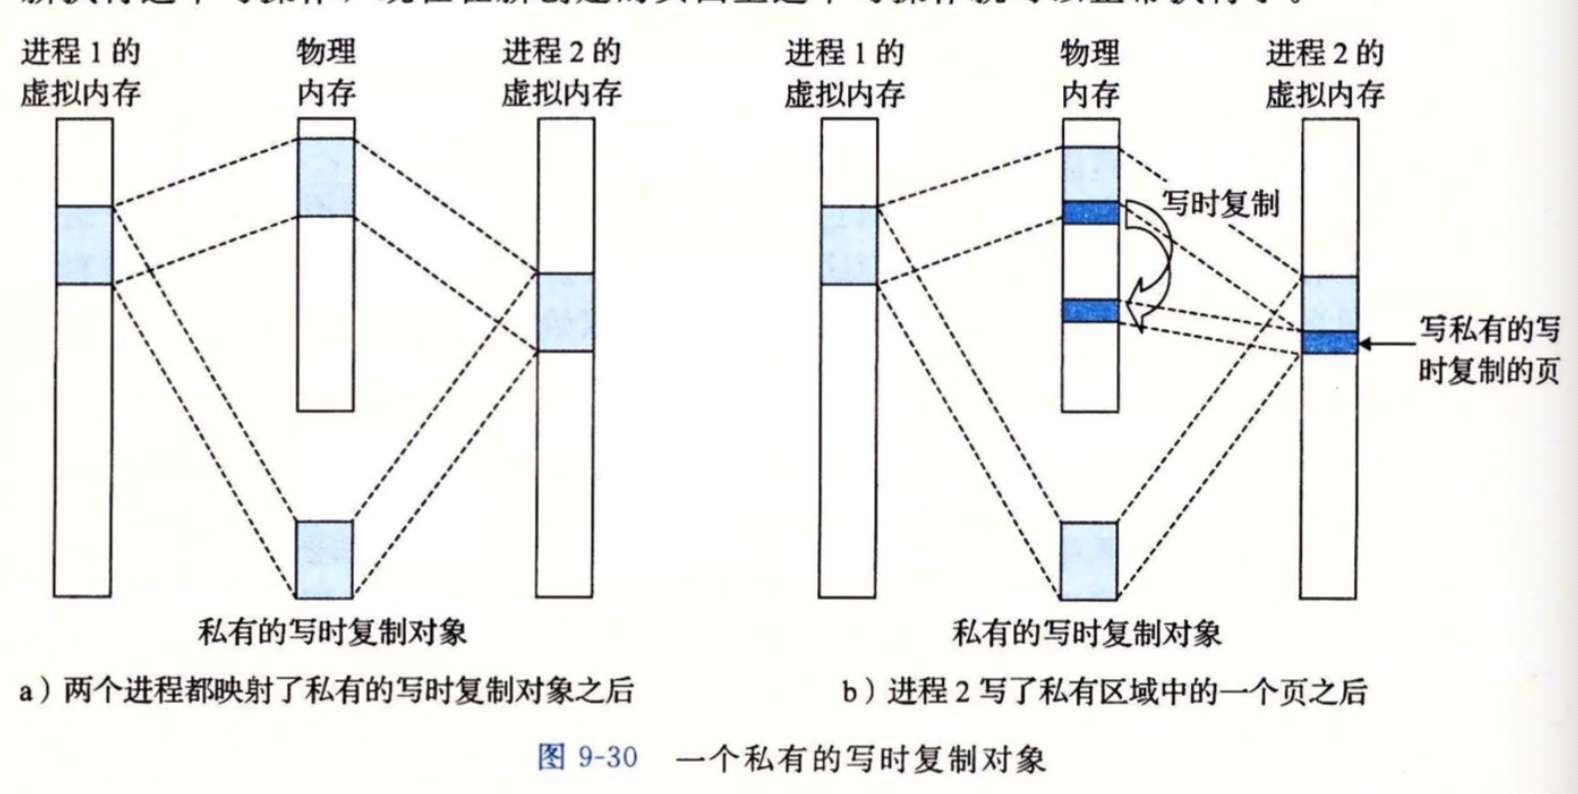 进程 1 的
虚拟内存
物理
内存
进程 2 的
虚拟内存
进程 1 的
虚拟内存
物理
内存
进程 2 的
虚拟内存
写时复制
写私有的写
时复制的页
私有的写时复制对象
私有的写时复制对象
a）两个进程都映射了私有的写时复制对象之后
b）进程 2 写了私有区域中的一个页之后
图 9-30 一个私有的写时复制对象